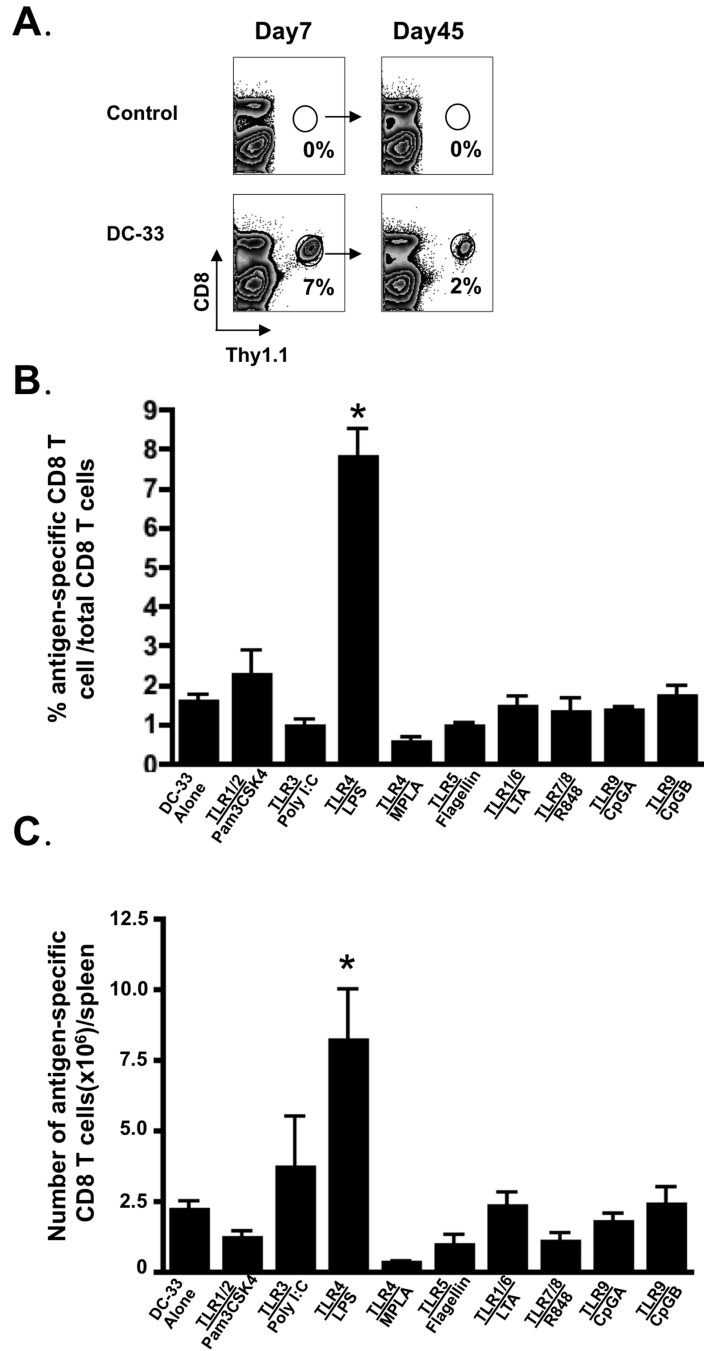 A.
Day7 Day45
Control
0% 0%
DC-33
7% 2%
CD8
Thy1.1
B.
% antigen-specific CD8 T
cell /total CD8 T cells
9
8
7
6
5
4
3
2
1
0
*
DC-33
Alone
TLR1/2
Pam3CSK4
TLR3
Poly I:C
TLR4
LPS
TLR4
MPLA
TLR5
Flagellin
TLR1/6
LTA
TLR7/8
R848
TLR9
CpGA
TLR9
CpGB
C.
Number of antigen-specific
CD8 T cells(x10⁶)/spleen
12.5
10.0
7.5
5.0
2.5
0
*
DC-33
Alone
TLR1/2
Pam3CSK4
TLR3
Poly I:C
TLR4
LPS
TLR4
MPLA
TLR5
Flagellin
TLR1/6
LTA
TLR7/8
R848
TLR9
CpGA
TLR9
CpGB